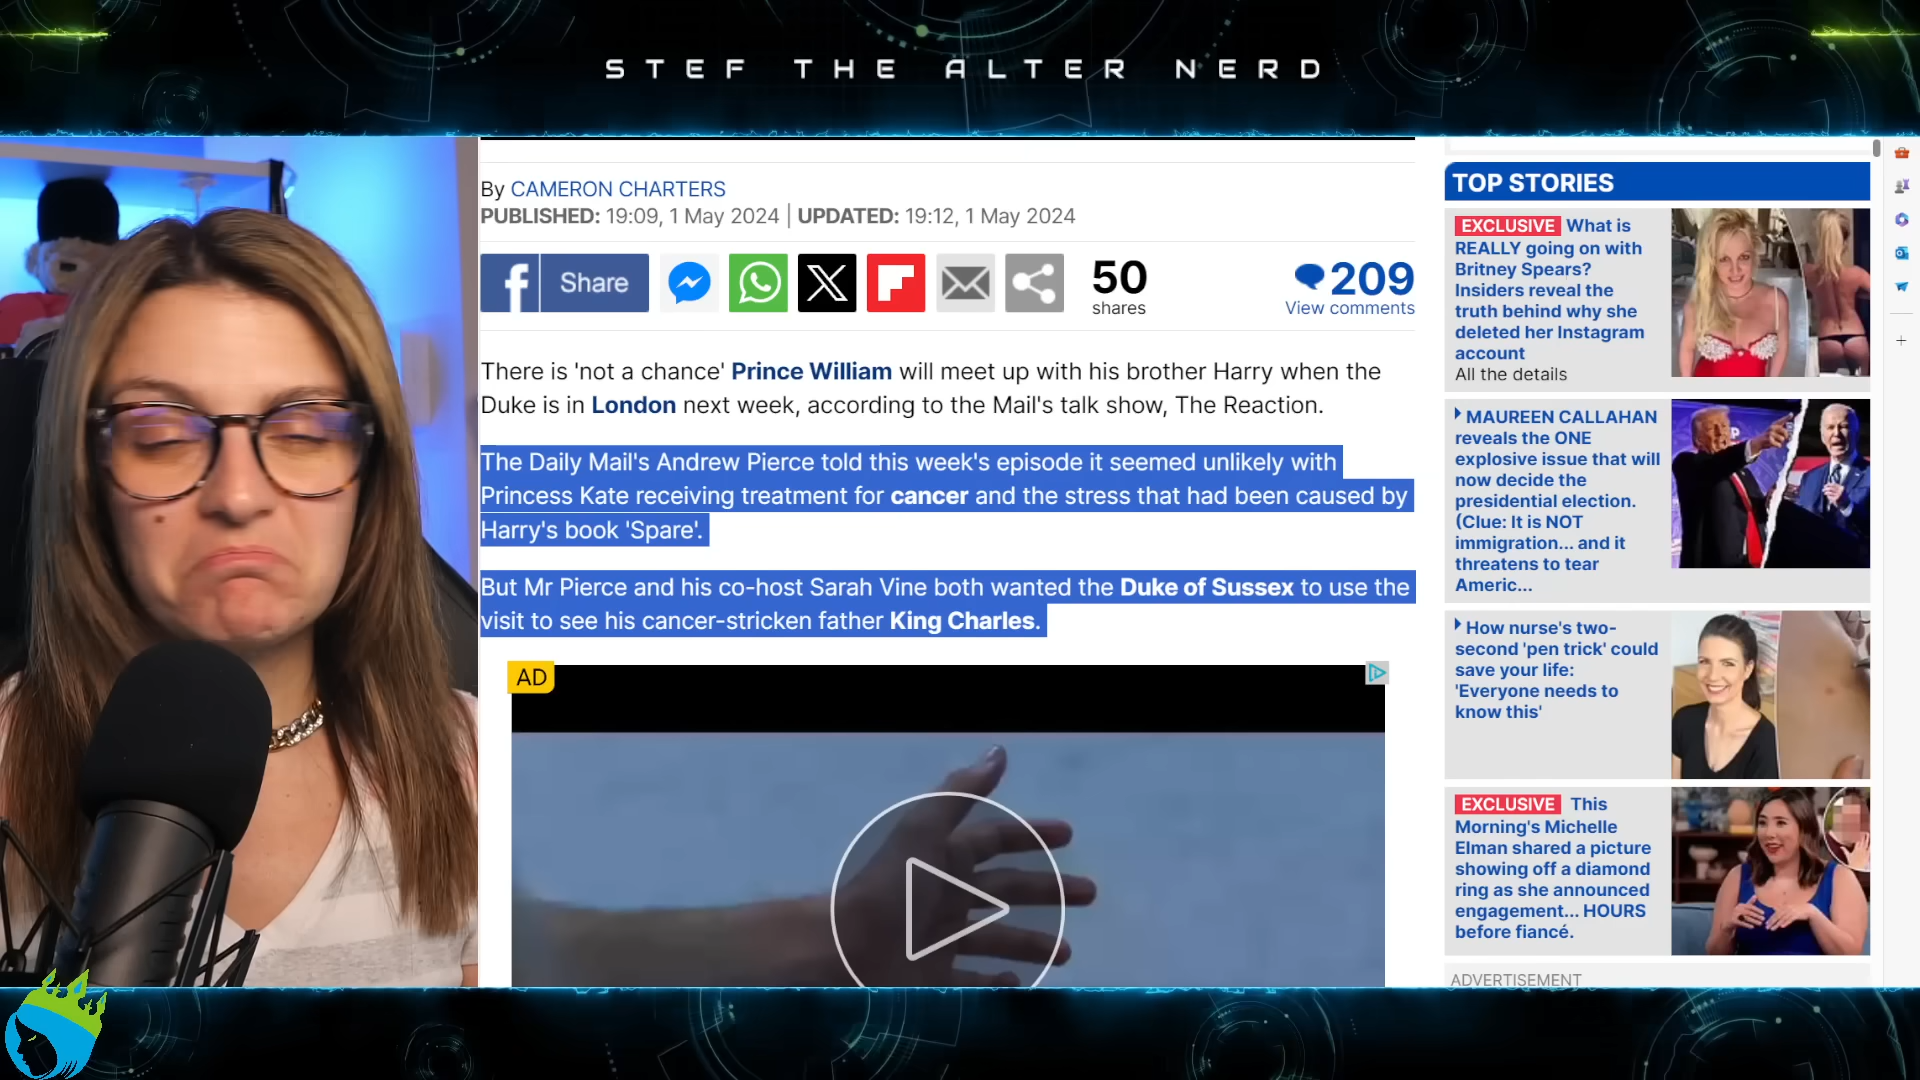 STEF THE ALTER NERD
By CAMERON CHARTERS
PUBLISHED: 19:09, 1 May 2024 | UPDATED: 19:12, 1 May 2024
f Share
X
50
shares
209
View comments
There is 'not a chance' Prince William will meet up with his brother Harry when the
Duke is in London next week, according to the Mail's talk show, The Reaction.
The Daily Mail's Andrew Pierce told this week's episode it seemed unlikely with
Princess Kate receiving treatment for cancer and the stress that had been caused by
Harry's book 'Spare'.
But Mr Pierce and his co-host Sarah Vine both wanted the Duke of Sussex to use the
visit to see his cancer-stricken father King Charles.
AD
TOP STORIES
EXCLUSIVE What is
REALLY going on with
Britney Spears?
Insiders reveal the
truth behind why she
deleted her Instagram
account
All the details
MAUREEN CALLAHAN
reveals the ONE
explosive issue that will
now decide the
presidential election.
(Clue: It is NOT
immigration... and it
threatens to tear
Americ...
How nurse's two-
second 'pen trick' could
save your life:
'Everyone needs to
know this'
EXCLUSIVE This
Morning's Michelle
Elman shared a picture
showing off a diamond
ring as she announced
engagement... HOURS
before fiancé.
ADVERTISEMENT